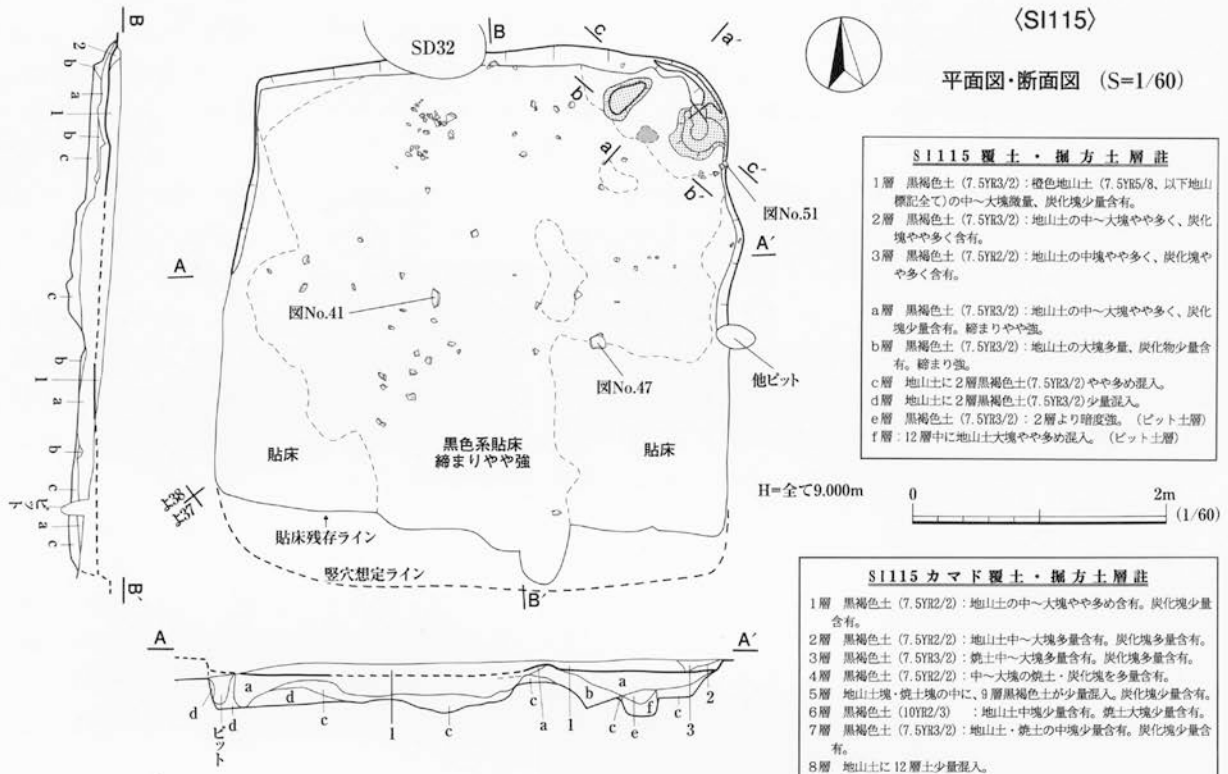 〈SI115〉
平面図・断面図 (S=1/60)
SD32
B
c
a´
b
a
b´
c´
図No.51
A
A´
図No.41
図No.47
他ピット
貼床
黒色系貼床
締まりやや強
貼床
よ38
よ37
貼床残存ライン
竪穴想定ライン
B´
H=全て9.000m
0 2m
(1/60)
B
2
b
a
1
b
c
c
b
1
a
b
c
ピット
a
c
B´
A A´
d
d
ピット
a
d
c
1
c
c
a
1
b
a
c
e
f
c
3
2
SI115 覆土・掘方土層註
1層 黒褐色土 (7.5YR3/2):橙色地山土 (7.5YR5/8、以下地山
標記全て)の中~大塊微量、炭化塊少量含有。
2層 黒褐色土 (7.5YR3/2):地山土の中~大塊やや多く、炭化
塊やや多く含有。
3層 黒褐色土 (7.5YR2/2):地山土の中塊やや多く、炭化塊や
や多く含有。
a層 黒褐色土 (7.5YR3/2):地山土の中~大塊やや多く、炭化
塊少量含有。締まりやや強。
b層 黒褐色土 (7.5YR3/2):地山土の大塊多量、炭化物少量含
有。締まり強。
c層 地山土に2層黒褐色土(7.5YR3/2)やや多め混入。
d層 地山土に2層黒褐色土(7.5YR3/2)少量混入。
e層 黒褐色土 (7.5YR3/2):2層より暗度強。(ピット土層)
f層:12層中に地山土大塊やや多め混入。(ピット土層)
SI115カマド覆土・掘方土層註
1層 黒褐色土 (7.5YR2/2):地山土の中~大塊やや多め含有。炭化塊少量
含有。
2層 黒褐色土 (7.5YR2/2):地山土中~大塊多量含有。炭化塊多量含有。
3層 黒褐色土 (7.5YR3/2):焼土中~大塊多量含有。炭化塊多量含有。
4層 黒褐色土 (7.5YR2/2):中~大塊の焼土・炭化塊を多量含有。
5層 地山土塊・焼土塊の中に、9層黒褐色土が少量混入。炭化塊少量含有。
6層 黒褐色土 (10YR2/3) :地山土中塊少量含有。焼土大塊少量含有。
7層 黒褐色土 (7.5YR3/2):地山土・焼土の中塊少量含有。炭化塊少量含
有。
8層 地山土に12層土少量混入。